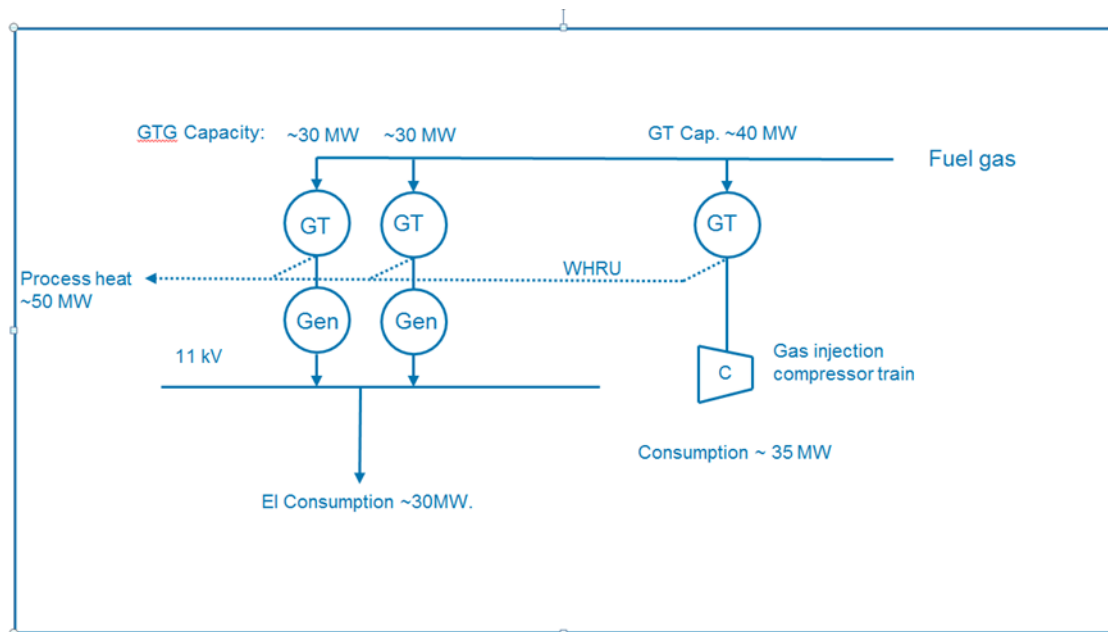 GTG Capacity: ~30 MW ~30 MW GT Cap. ~40 MW
Fuel gas
GT GT GT
WHRU
Process heat
~50 MW
Gen Gen
11 kV
Gas injection
compressor train
C
Consumption ~ 35 MW
El Consumption ~30MW.